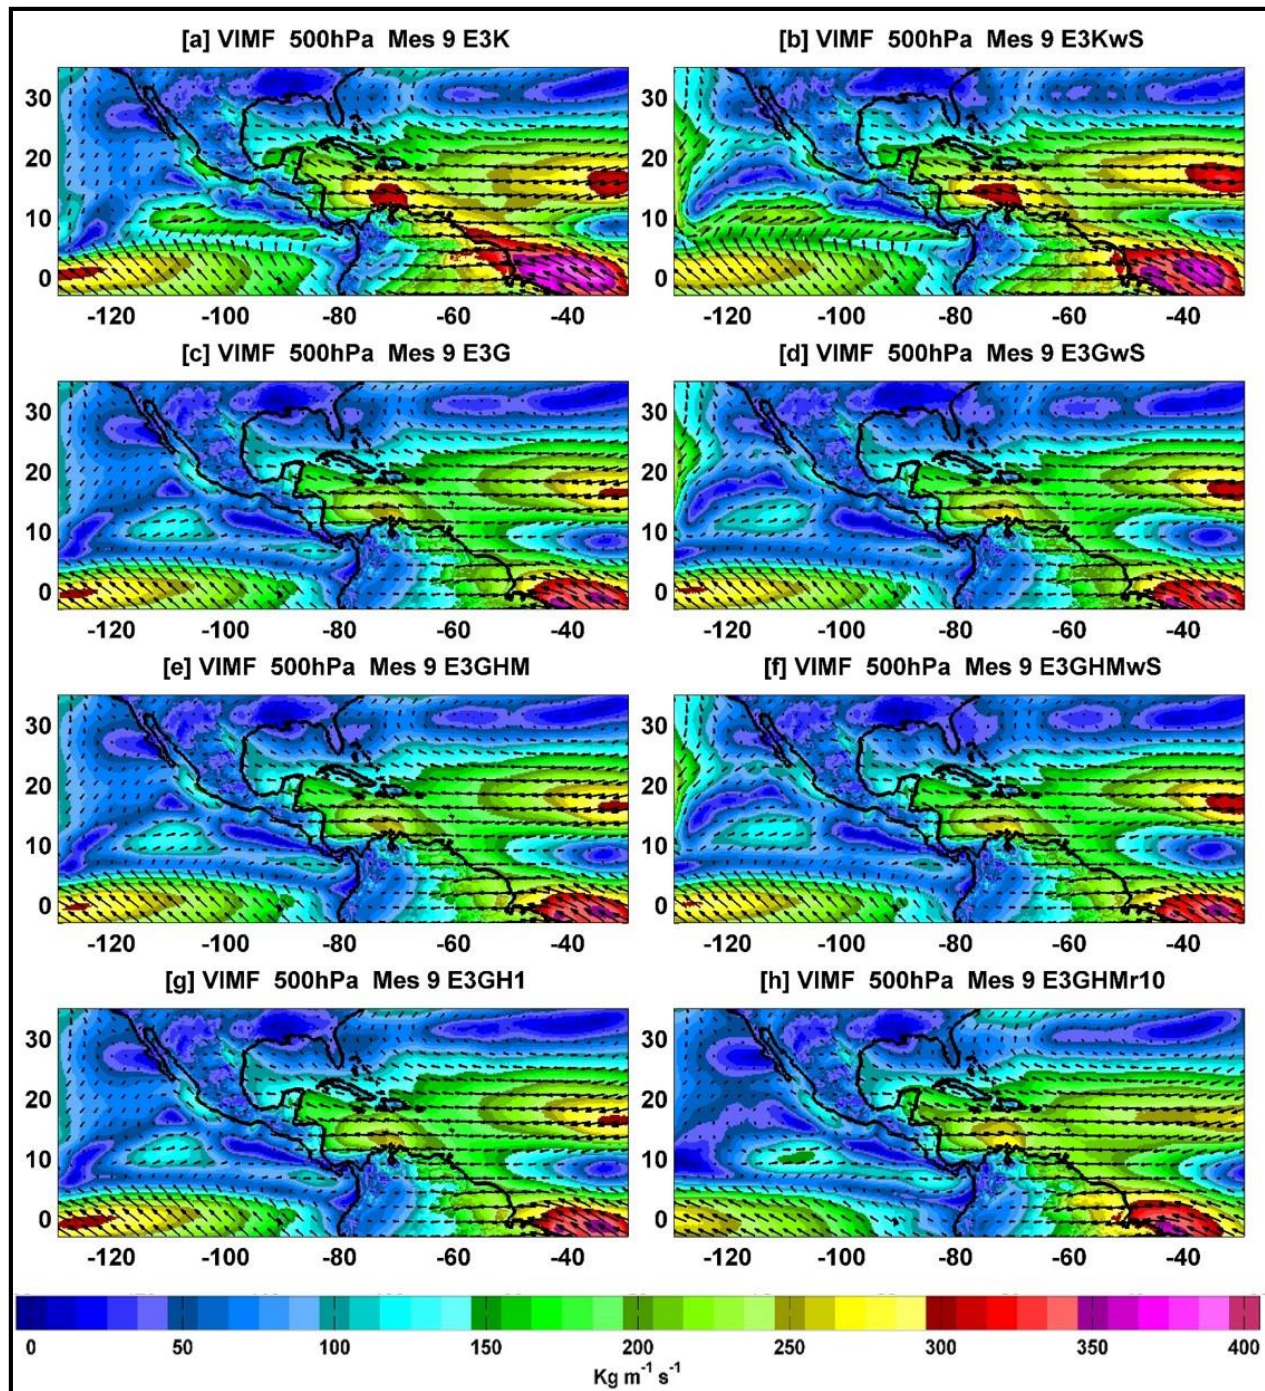 [a] VIMF 500hPa Mes 9 E3K
[b] VIMF 500hPa Mes 9 E3KwS
30
20
10
0
-120 -100 -80 -60 -40
30
20
10
0
-120 -100 -80 -60 -40
[c] VIMF 500hPa Mes 9 E3G
[d] VIMF 500hPa Mes 9 E3GwS
30
20
10
0
-120 -100 -80 -60 -40
30
20
10
0
-120 -100 -80 -60 -40
[e] VIMF 500hPa Mes 9 E3GHM
[f] VIMF 500hPa Mes 9 E3GHMwS
30
20
10
0
-120 -100 -80 -60 -40
30
20
10
0
-120 -100 -80 -60 -40
[g] VIMF 500hPa Mes 9 E3GH1
[h] VIMF 500hPa Mes 9 E3GHMr10
30
20
10
0
-120 -100 -80 -60 -40
30
20
10
0
-120 -100 -80 -60 -40
0 50 100 150 200 250 300 350 400
Kg m⁻¹ s⁻¹